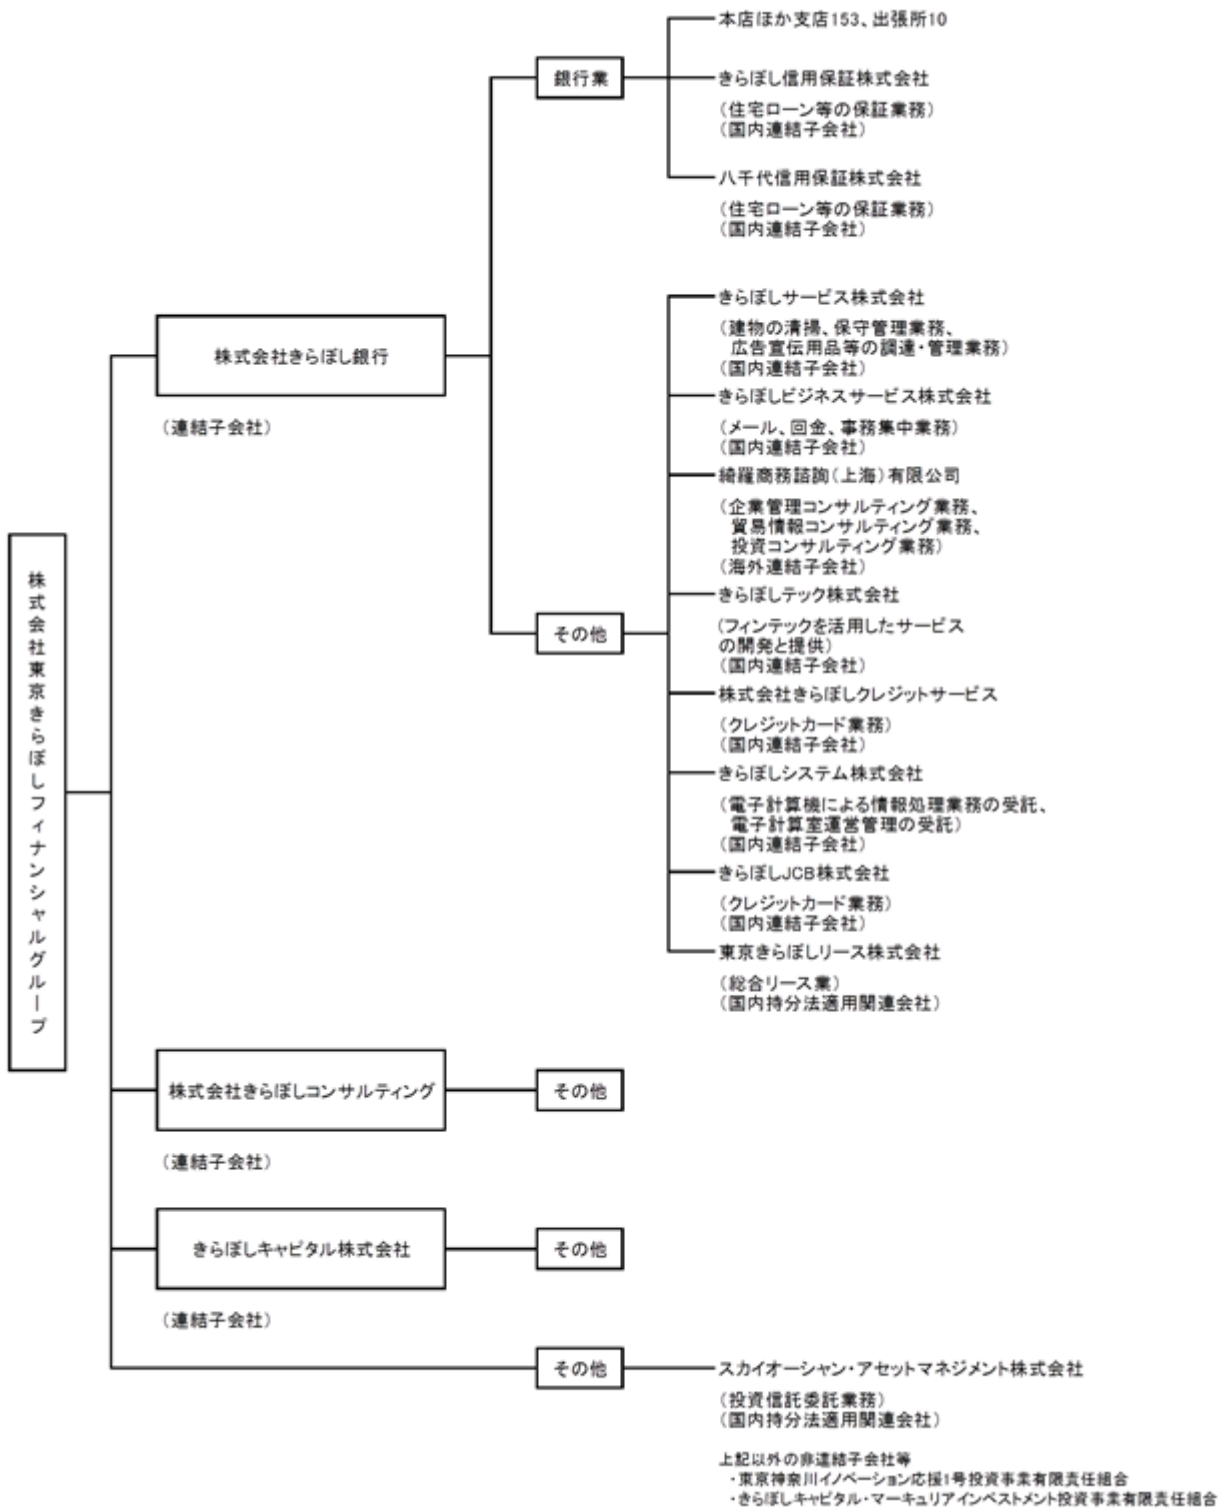 本店ほか支店153、出張所10
銀行業
きらぼし信用保証株式会社
(住宅ローン等の保証業務)
(国内連結子会社)
八千代信用保証株式会社
(住宅ローン等の保証業務)
(国内連結子会社)
株式会社きらぼし銀行
(連結子会社)
きらぼしサービス株式会社
(建物の清掃、保守管理業務、
広告宣伝用品等の調達・管理業務)
(国内連結子会社)
きらぼしビジネスサービス株式会社
(メール、回金、事務集中業務)
(国内連結子会社)
綺羅商務諮詢(上海)有限公司
(企業管理コンサルティング業務、
貿易情報コンサルティング業務、
投資コンサルティング業務)
(海外連結子会社)
その他
きらぼしテック株式会社
(フィンテックを活用したサービス
の開発と提供)
(国内連結子会社)
株式会社きらぼしクレジットサービス
(クレジットカード業務)
(国内連結子会社)
きらぼしシステム株式会社
(電子計算機による情報処理業務の受託、
電子計算室運営管理の受託)
(国内連結子会社)
きらぼしJCB株式会社
(クレジットカード業務)
(国内連結子会社)
東京きらぼしリース株式会社
(総合リース業)
(国内持分法適用関連会社)
株式会社東京きらぼしフィナンシャルグループ
株式会社きらぼしコンサルティング
その他
(連結子会社)
きらぼしキャピタル株式会社
その他
(連結子会社)
その他
スカイオーシャン・アセットマネジメント株式会社
(投資信託委託業務)
(国内持分法適用関連会社)
上記以外の非連結子会社等
・東京神奈川イノベーション応援1号投資事業有限責任組合
・きらぼしキャピタル・マーキュリアインベストメント投資事業有限責任組合